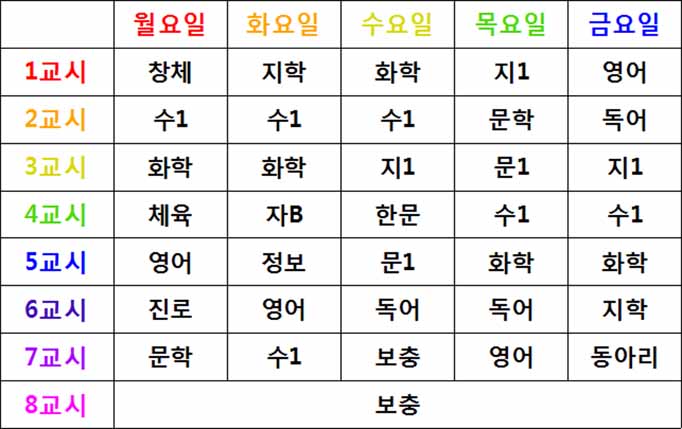 월요일 화요일 수요일 목요일 금요일
1교시 창체 지학 화학 지1 영어
2교시 수1 수1 수1 문학 독어
3교시 화학 화학 지1 문1 지1
4교시 체육 자B 한문 수1 수1
5교시 영어 정보 문1 화학 화학
6교시 진로 영어 독어 독어 지학
7교시 문학 수1 보충 영어 동아리
8교시 보충